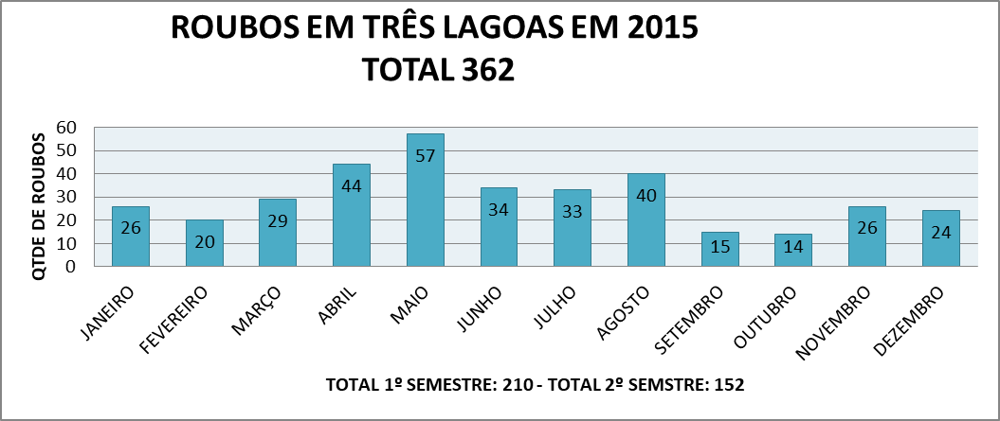 ROUBOS EM TRÊS LAGOAS EM 2015
TOTAL 362
QTDE DE ROUBOS
60
50
40
30
20
10
0
26
20
29
44
57
34
33
40
15
14
26
24
JANEIRO
FEVEREIRO
MARÇO
ABRIL
MAIO
JUNHO
JULHO
AGOSTO
SETEMBRO
OUTUBRO
NOVEMBRO
DEZEMBRO
TOTAL 1º SEMESTRE: 210 - TOTAL 2º SEMSTRE: 152